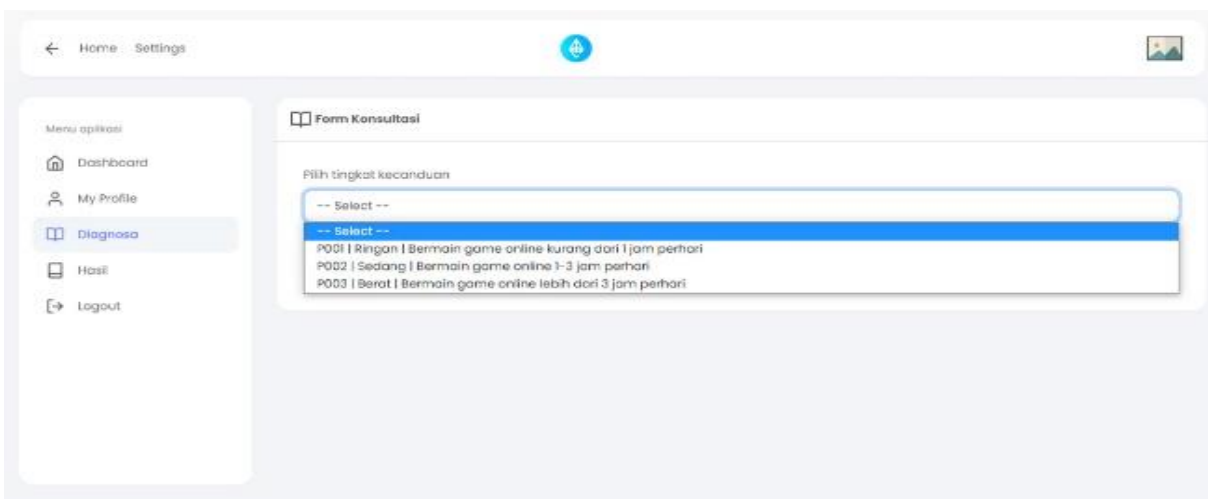 Home Settings
Menu aplikasi
Dashboard
My Profile
Diagnosa
Hasil
Logout
Form Konsultasi
Pilih tingkat kecanduan
-- Select --
-- Select --
P001 | Ringan | Bermain game online kurang dari 1 jam perhari
P002 | Sedang | Bermain game online 1-3 jam perhari
P003 | Berat | Bermain game online lebih dari 3 jam perhari